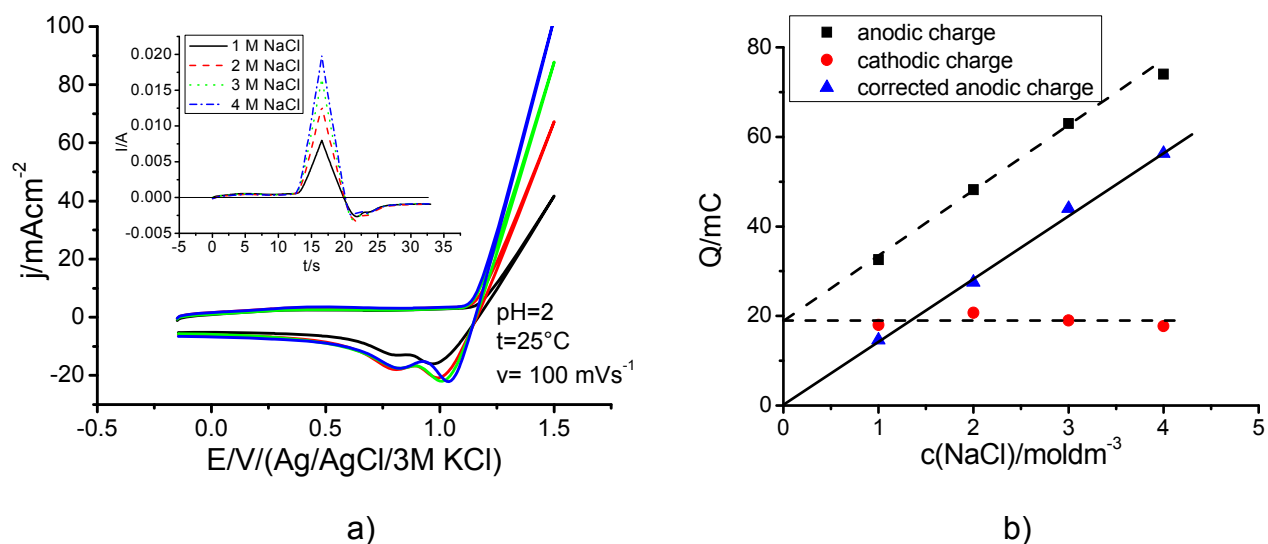 100
80
60
40
20
0
-20
j/mAcm-2
-0.5
0.0
0.5
1.0
1.5
E/V/(Ag/AgCl/3M KCl)
1 M NaCl
2 M NaCl
3 M NaCl
4 M NaCl
0.020
0.015
0.010
0.005
0.000
-0.005
I/A
-5
0
5
10
15
20
25
30
35
t/s
pH=2
t=25°C
v= 100 mVs-1
a)
anodic charge
cathodic charge
corrected anodic charge
80
60
40
20
0
Q/mC
0
1
2
3
4
5
c(NaCl)/moldm-3
b)